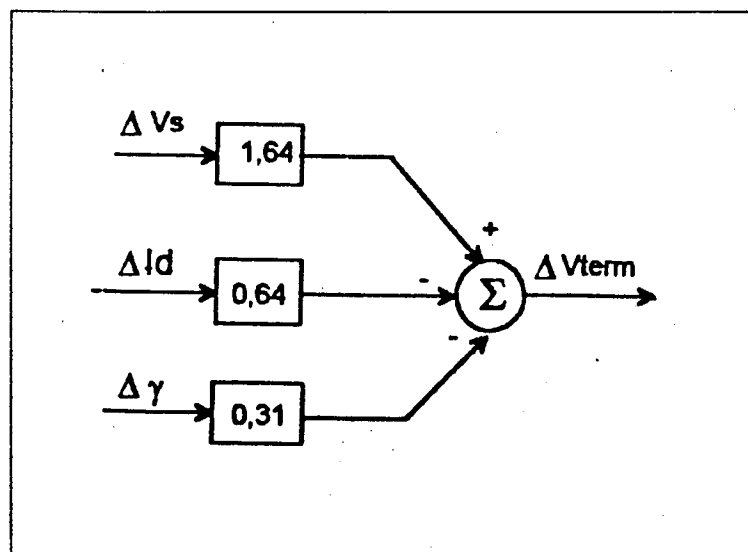 Δ Vs
1,64
+
Δ Id
0,64
-
Σ
Δ Vterm
-
Δ γ
0,31